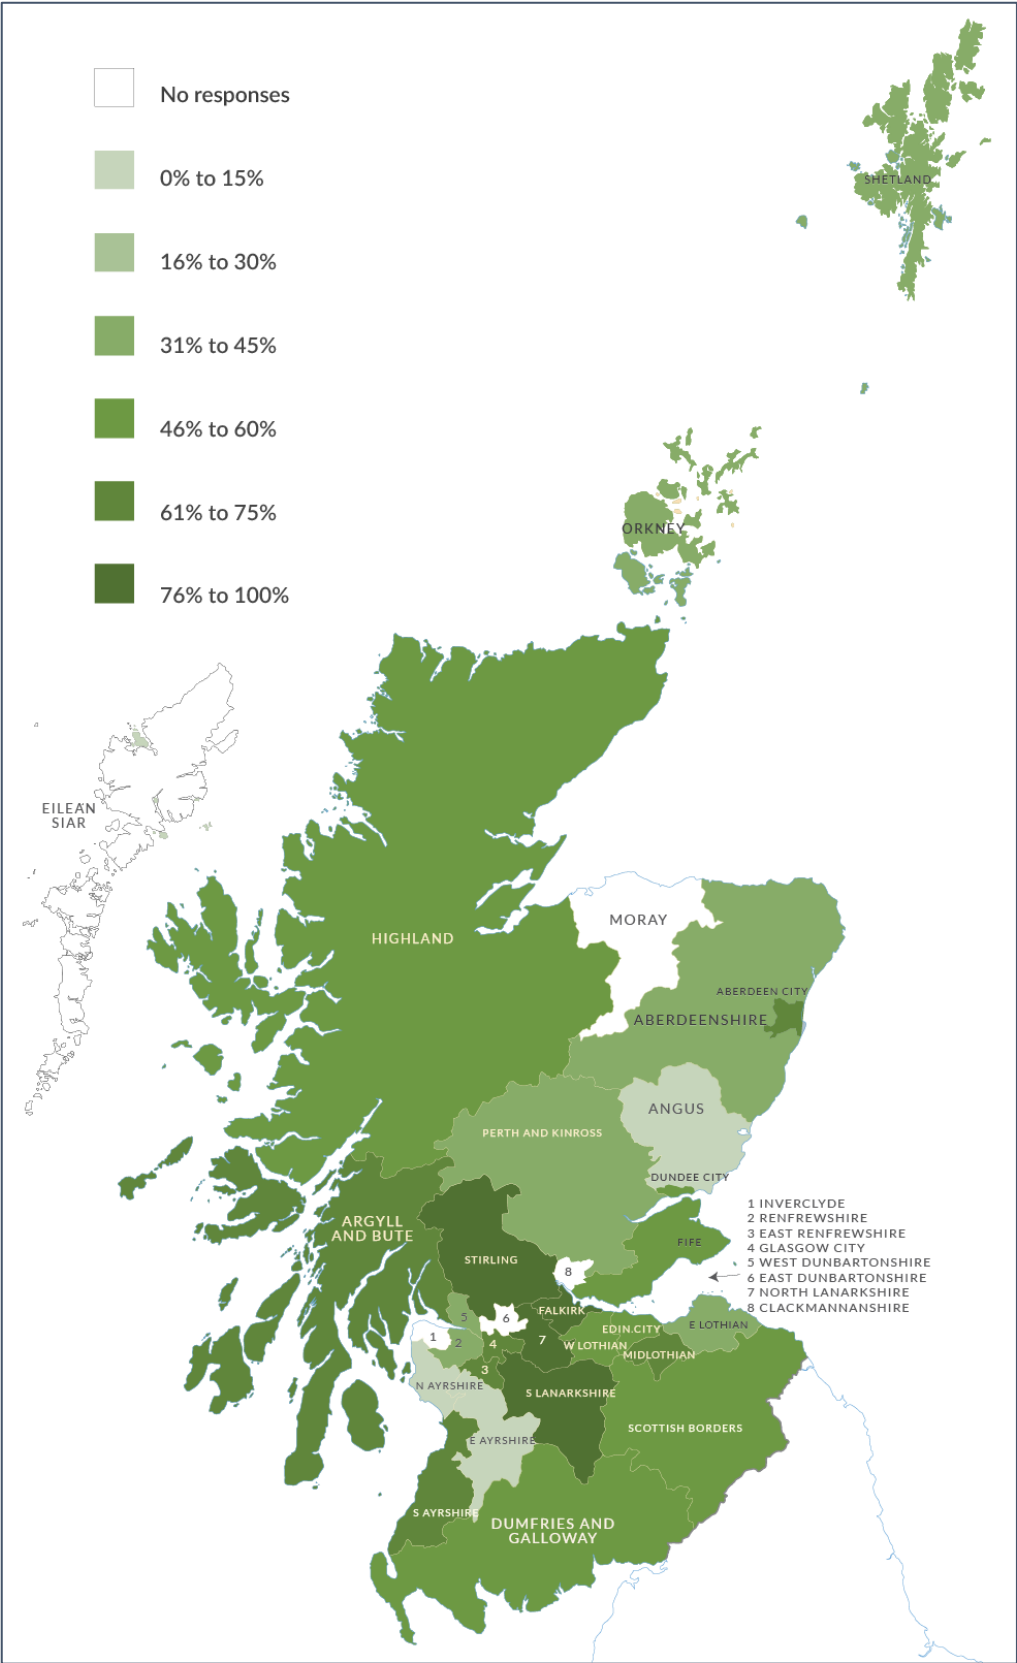 No responses
0% to 15%
16% to 30%
31% to 45%
46% to 60%
61% to 75%
76% to 100%
SHETLAND
ORKNEY
EILEAN
SIAR
HIGHLAND
MORAY
ABERDEEN CITY
ABERDEENSHIRE
ANGUS
PERTH AND KINROSS
DUNDEE CITY
ARGYLL
AND BUTE
STIRLING
FIFE
8
1 INVERCLYDE
2 RENFREWSHIRE
3 EAST RENFREWSHIRE
4 GLASGOW CITY
5 WEST DUNBARTONSHIRE
6 EAST DUNBARTONSHIRE
7 NORTH LANARKSHIRE
8 CLACKMANNANSHIRE
FALKIRK
5
6
E LOTHIAN
EDIN.CITY
1
2
4
7
W LOTHIAN
MIDLOTHIAN
3
N AYRSHIRE
S LANARKSHIRE
SCOTTISH BORDERS
E AYRSHIRE
S AYRSHIRE
DUMFRIES AND
GALLOWAY